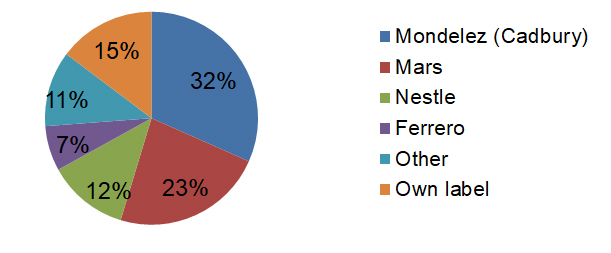 15%
32%
11%
7%
12%
23%
Mondelez (Cadbury)
Mars
Nestle
Ferrero
Other
Own label